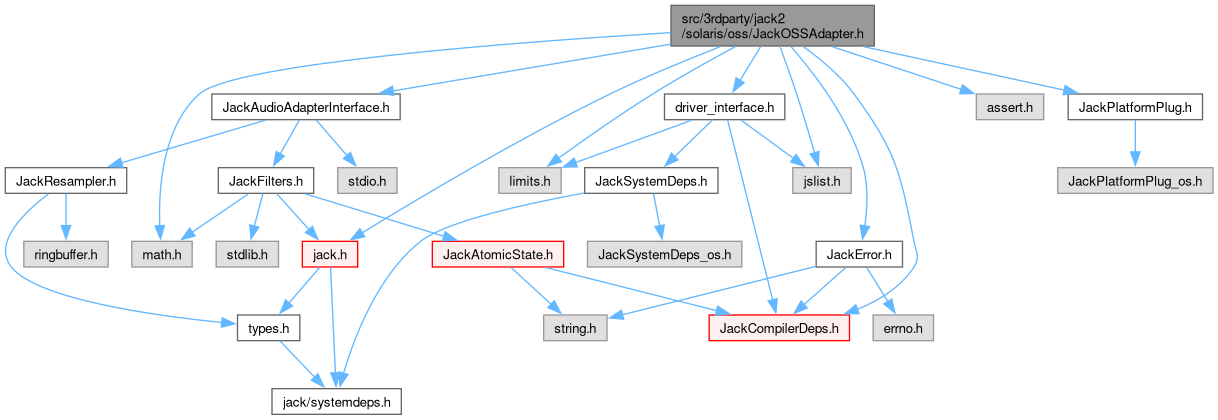 src/3rdparty/jack2
/solaris/oss/JackOSSAdapter.h
JackAudioAdapterInterface.h
driver_interface.h
assert.h
JackPlatformPlug.h
JackResampler.h
JackFilters.h
stdio.h
limits.h
JackSystemDeps.h
jslist.h
JackPlatformPlug_os.h
ringbuffer.h
math.h
stdlib.h
jack.h
JackAtomicState.h
JackSystemDeps_os.h
JackError.h
types.h
string.h
JackCompilerDeps.h
errno.h
jack/systemdeps.h